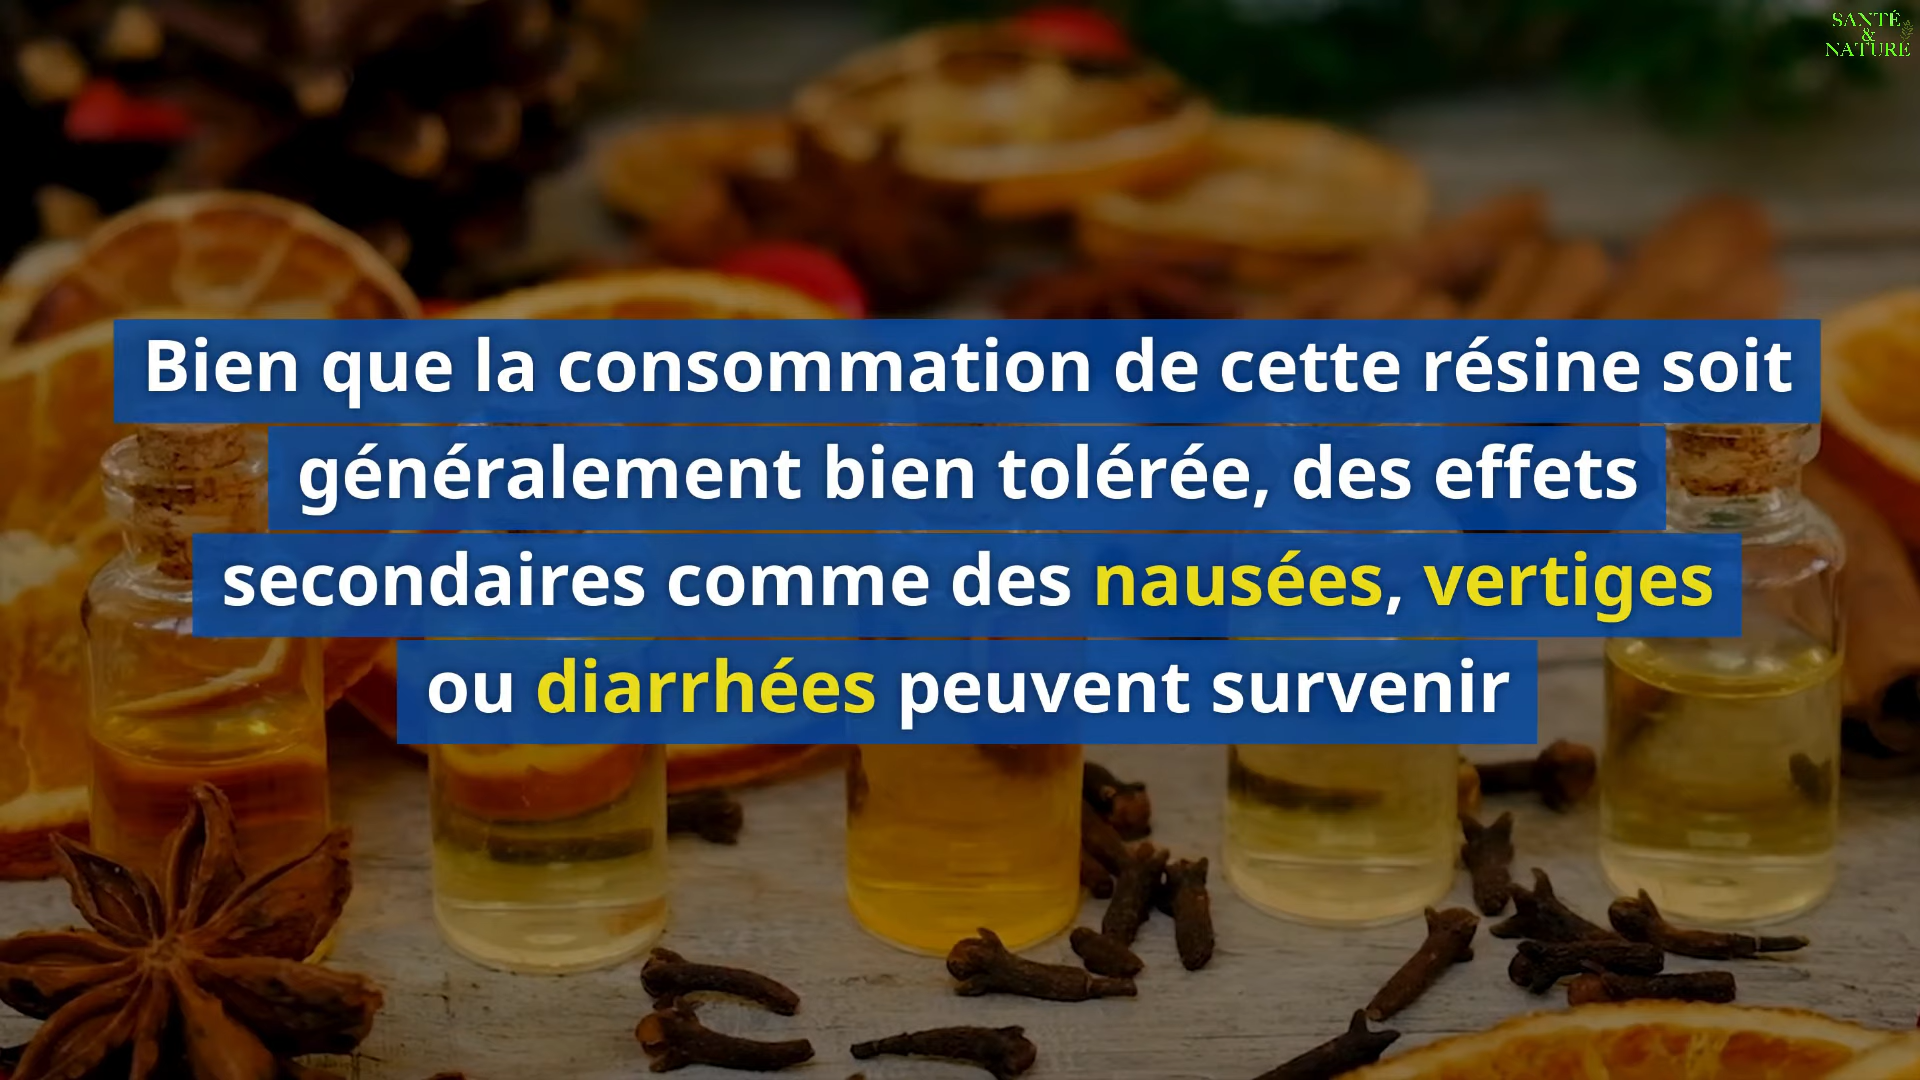 SANTÉ
&
NATURE
Bien que la consommation de cette résine soit
généralement bien tolérée, des effets
secondaires comme des nausées, vertiges
ou diarrhées peuvent survenir